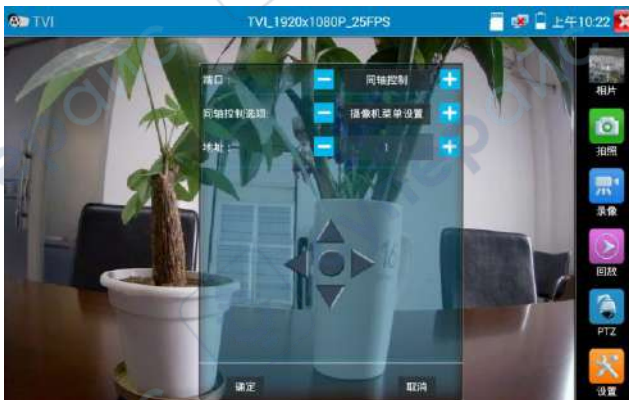 TVI TVI_1920x1080P_25FPS 上午10:22
端口: 同轴控制
同轴控制选项: 摄像机菜单设置
地址: 1
确定 取消
相片
拍照
录像
回放
PTZ
设置